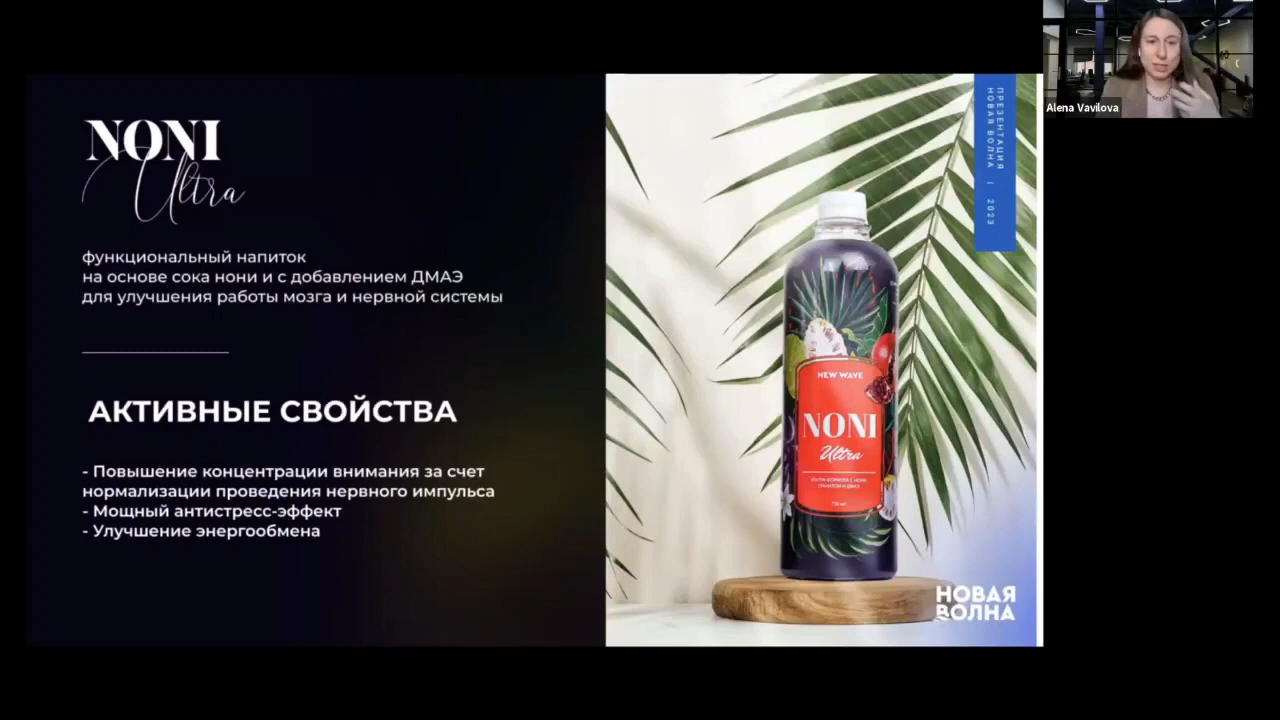 NONI
Ultra
функциональный напиток
на основе сока нони и с добавлением ДМАЭ
для улучшения работы мозга и нервной системы
АКТИВНЫЕ СВОЙСТВА
- Повышение концентрации внимания за счет
нормализации проведения нервного импульса
- Мощный антистресс-эффект
- Улучшение энергообмена
ПРЕЗЕНТАЦИЯ
НОВАЯ ВОЛНА | 2023
NEW WAVE
NONI
Ultra
НОВАЯ
ВОЛНА
Alena Vavilova